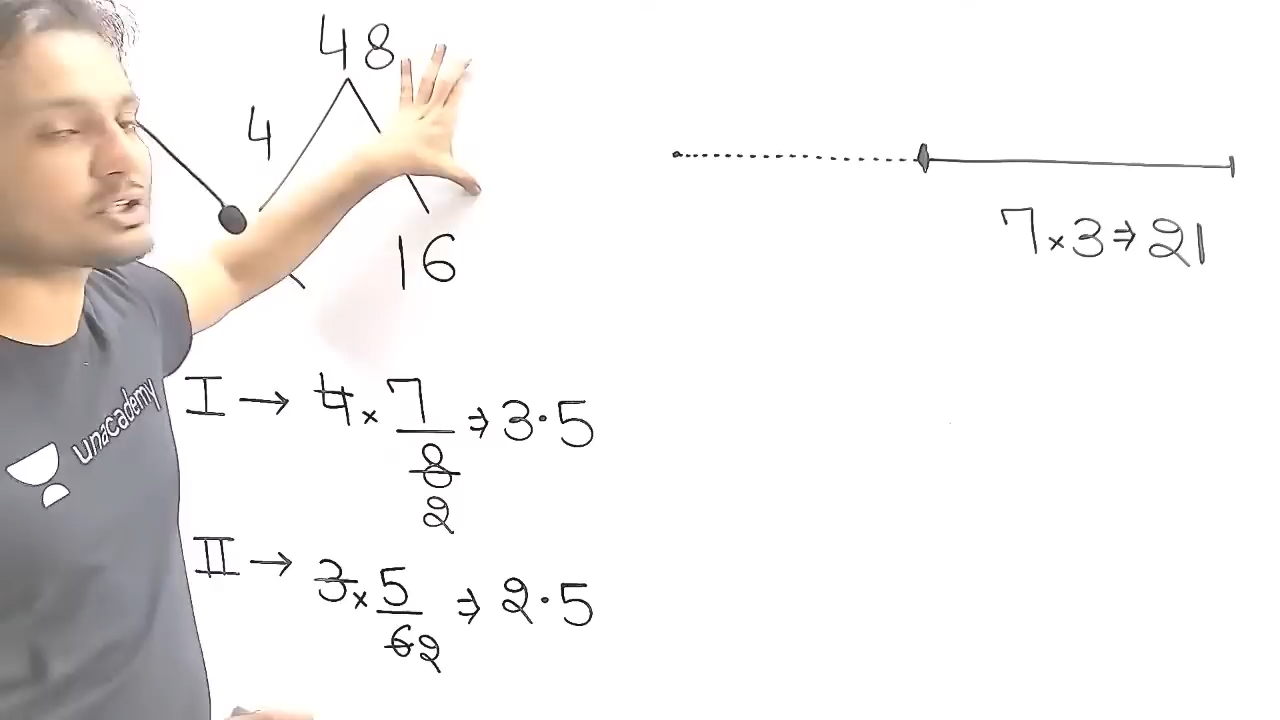 48
4
16
7 × 3 ⇒ 21
I → 4 × 7/8 2 ⇒ 3.5
II → 3 × 5/6 2 ⇒ 2.5
unacademy